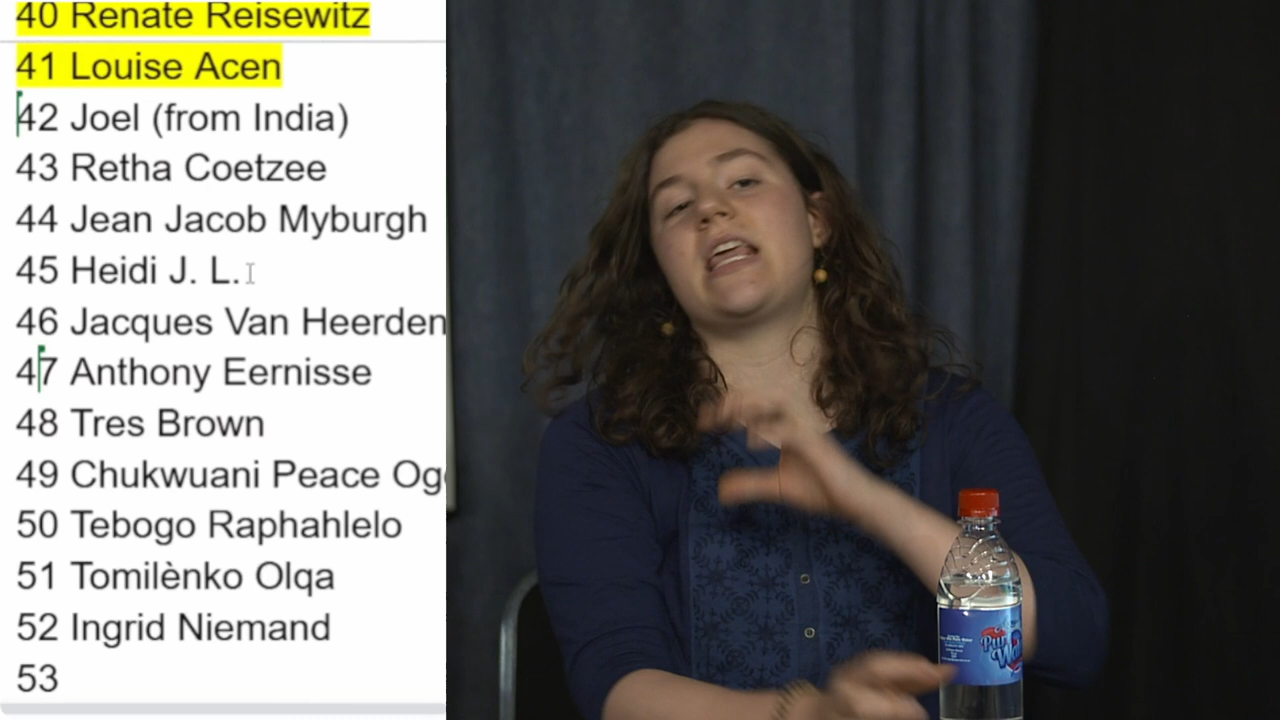 40 Renate Reisewitz
41 Louise Acen
42 Joel (from India)
43 Retha Coetzee
44 Jean Jacob Myburgh
45 Heidi J. L.
46 Jacques Van Heerden
47 Anthony Eernisse
48 Tres Brown
49 Chukwuani Peace
50 Tebogo Raphahlelo
51 Tomilènko Olqa
52 Ingrid Niemand
53